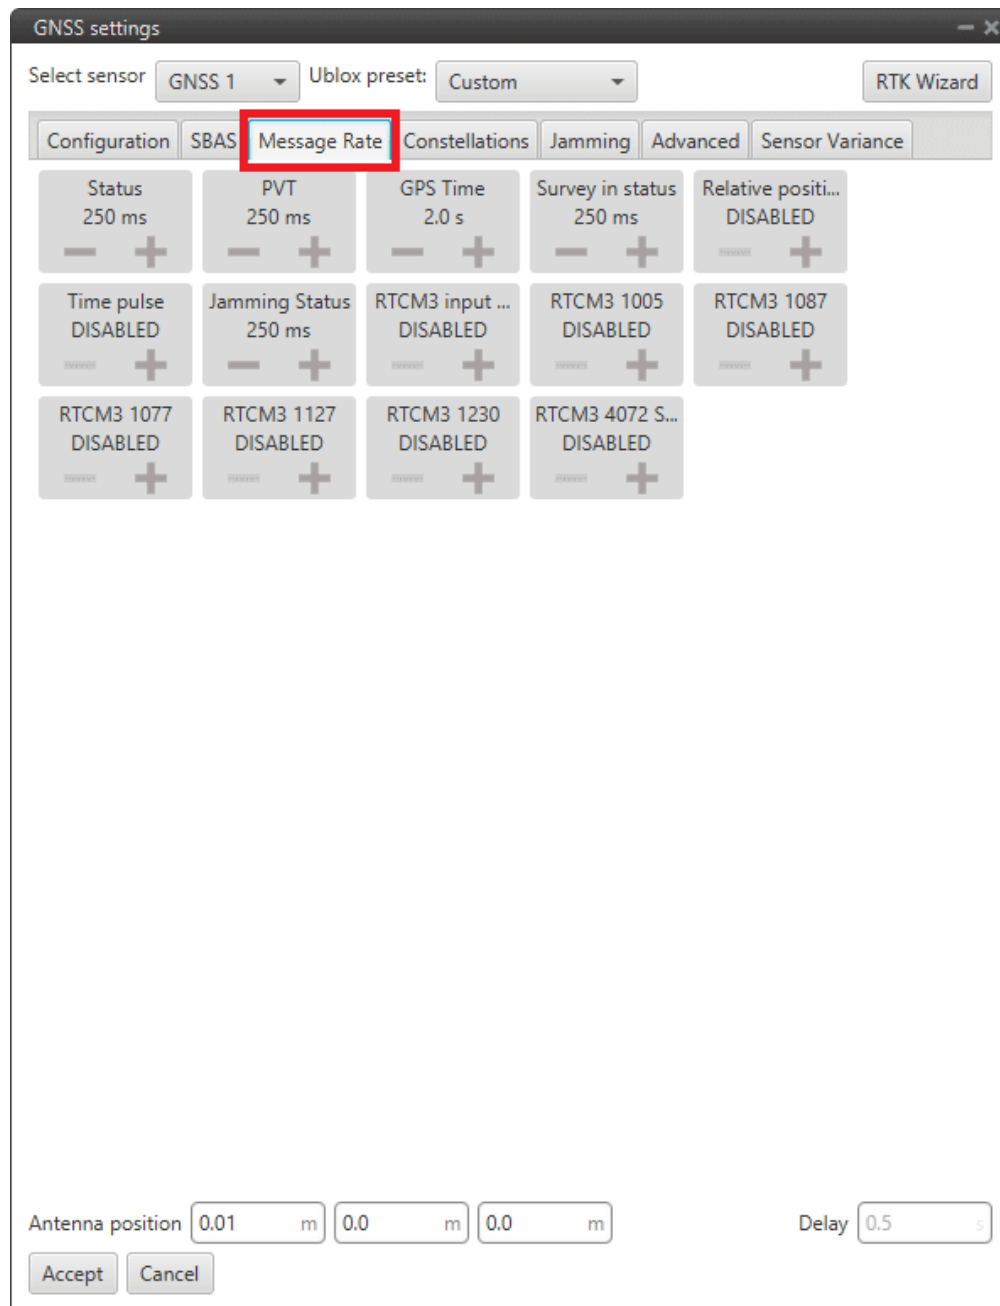 GNSS settings
Select sensor GNSS 1 Ublox preset: Custom RTK Wizard
Configuration SBAS Message Rate Constellations Jamming Advanced Sensor Variance
Status PVT GPS Time Survey in status Relative positi...
250 ms 250 ms 2.0 s 250 ms DISABLED
Time pulse Jamming Status RTCM3 input ... RTCM3 1005 RTCM3 1087
DISABLED 250 ms DISABLED DISABLED DISABLED
RTCM3 1077 RTCM3 1127 RTCM3 1230 RTCM3 4072 S...
DISABLED DISABLED DISABLED DISABLED
Antenna position 0.01 m 0.0 m 0.0 m Delay 0.5 s
Accept Cancel